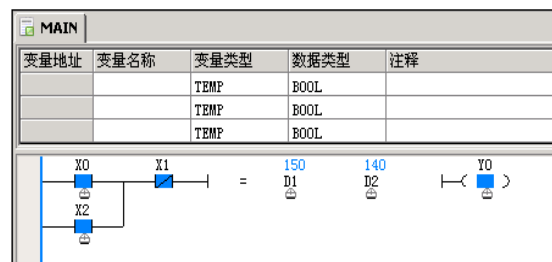 MAIN
变量地址 变量名称 变量类型 数据类型 注释
TEMP BOOL
TEMP BOOL
TEMP BOOL
X0 X1 150 140 Y0
= D1 D2
X2